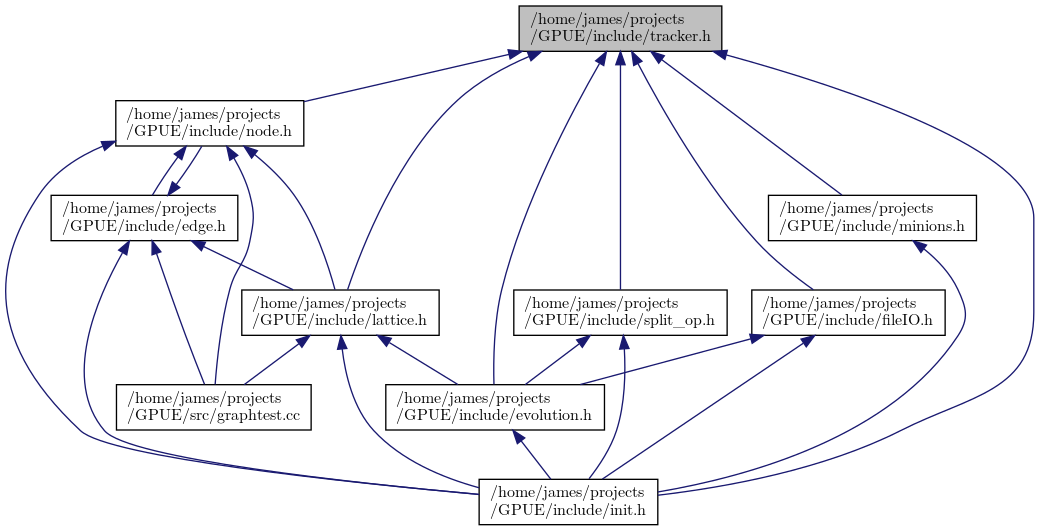 /home/james/projects
/GPUE/include/tracker.h
/home/james/projects
/GPUE/include/node.h
/home/james/projects
/GPUE/include/edge.h
/home/james/projects
/GPUE/include/minions.h
/home/james/projects
/GPUE/include/lattice.h
/home/james/projects
/GPUE/include/split_op.h
/home/james/projects
/GPUE/include/fileIO.h
/home/james/projects
/GPUE/src/graphtest.cc
/home/james/projects
/GPUE/include/evolution.h
/home/james/projects
/GPUE/include/init.h